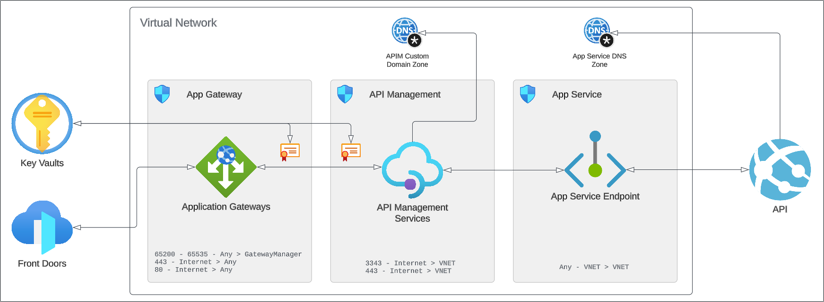 Virtual Network
DNS
APIM Custom
Domain Zone
DNS
App Service DNS
Zone
App Gateway
API Management
App Service
Key Vaults
Application Gateways
API Management
Services
App Service Endpoint
API
Front Doors
65200 - 65535 - Any > GatewayManager
443 - Internet > Any
80 - Internet > Any
3343 - Internet > VNET
443 - Internet > VNET
Any - VNET > VNET